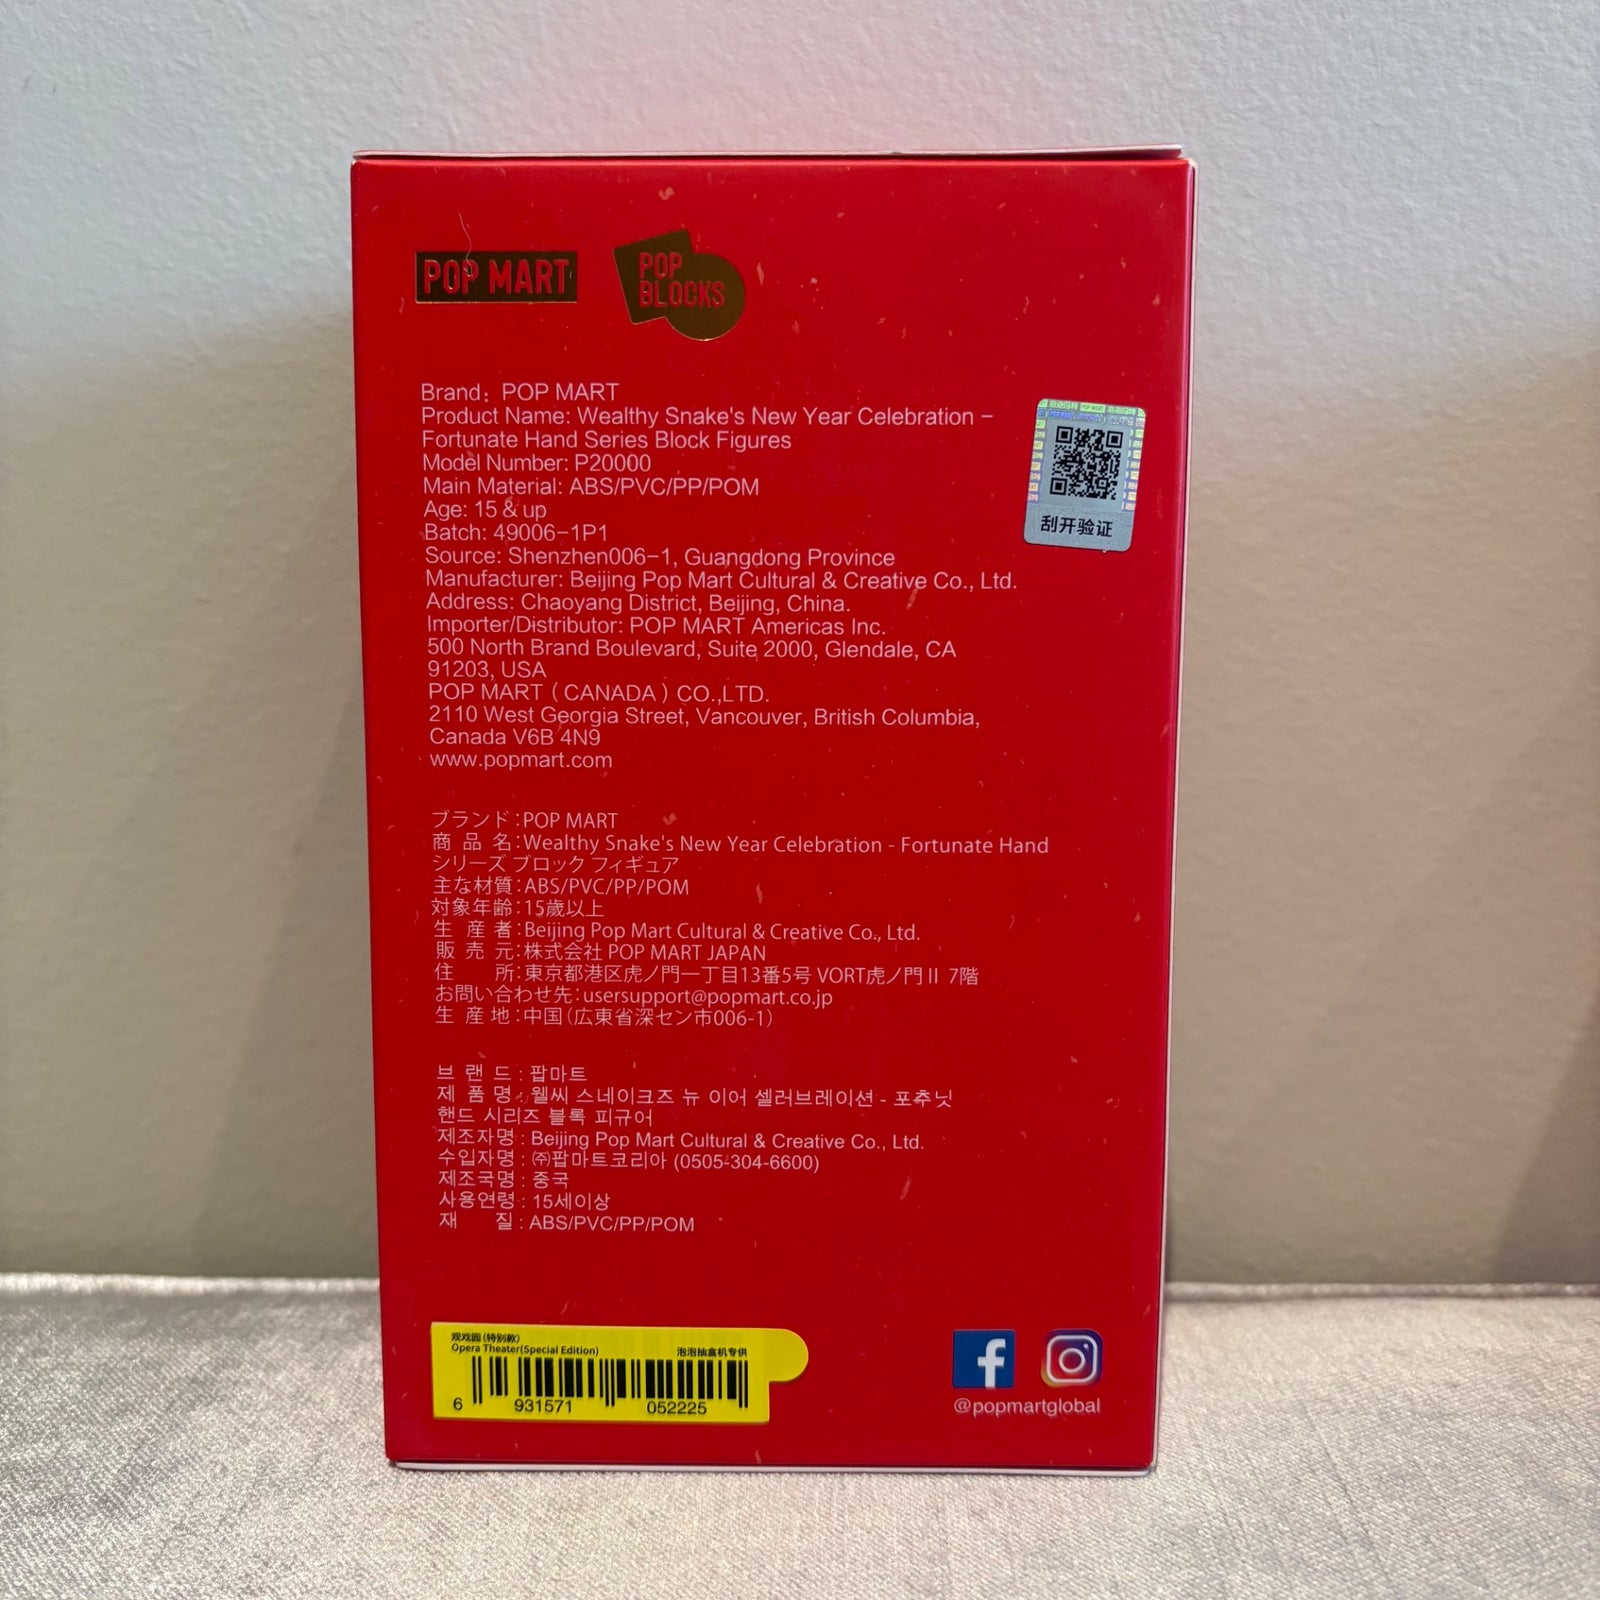 POP MART
POP
BLOCKS
Brand: POP MART
Product Name: Wealthy Snake's New Year Celebration –
Fortunate Hand Series Block Figures
Model Number: P20000
Main Material: ABS/PVC/PP/POM
Age: 15 & up
Batch: 49006-1P1
Source: Shenzhen006-1, Guangdong Province
Manufacturer: Beijing Pop Mart Cultural & Creative Co., Ltd.
Address: Chaoyang District, Beijing, China.
Importer/Distributor: POP MART Americas Inc.
500 North Brand Boulevard, Suite 2000, Glendale, CA
91203, USA
POP MART (CANADA) CO.,LTD.
2110 West Georgia Street, Vancouver, British Columbia,
Canada V6B 4N9
www.popmart.com
刮开验证
ブランド:POP MART
商品名:Wealthy Snake's New Year Celebration - Fortunate Hand
シリーズ ブロック フィギュア
主な材質:ABS/PVC/PP/POM
対象年齢:15歳以上
生産者:Beijing Pop Mart Cultural & Creative Co., Ltd.
販売元:株式会社 POP MART JAPAN
住所:東京都港区虎ノ門一丁目13番5号 VORT虎ノ門Ⅱ 7階
お問い合わせ先:usersupport@popmart.co.jp
生産地:中国(広東省深セン市006-1)
브랜드 : 팝마트
제품명 : 웰씨 스네이크즈 뉴 이어 셀러브레이션 - 포츄닛
핸드 시리즈 블록 피규어
제조자명 : Beijing Pop Mart Cultural & Creative Co., Ltd.
수입자명 : ㈜팝마트코리아 (0505-304-6600)
제조국명 : 중국
사용연령 : 15세이상
재질 : ABS/PVC/PP/POM
观戏园(特别款)
Opera Theater(Special Edition)
泡泡抽盒机专供
6 931571 052225
@popmartglobal